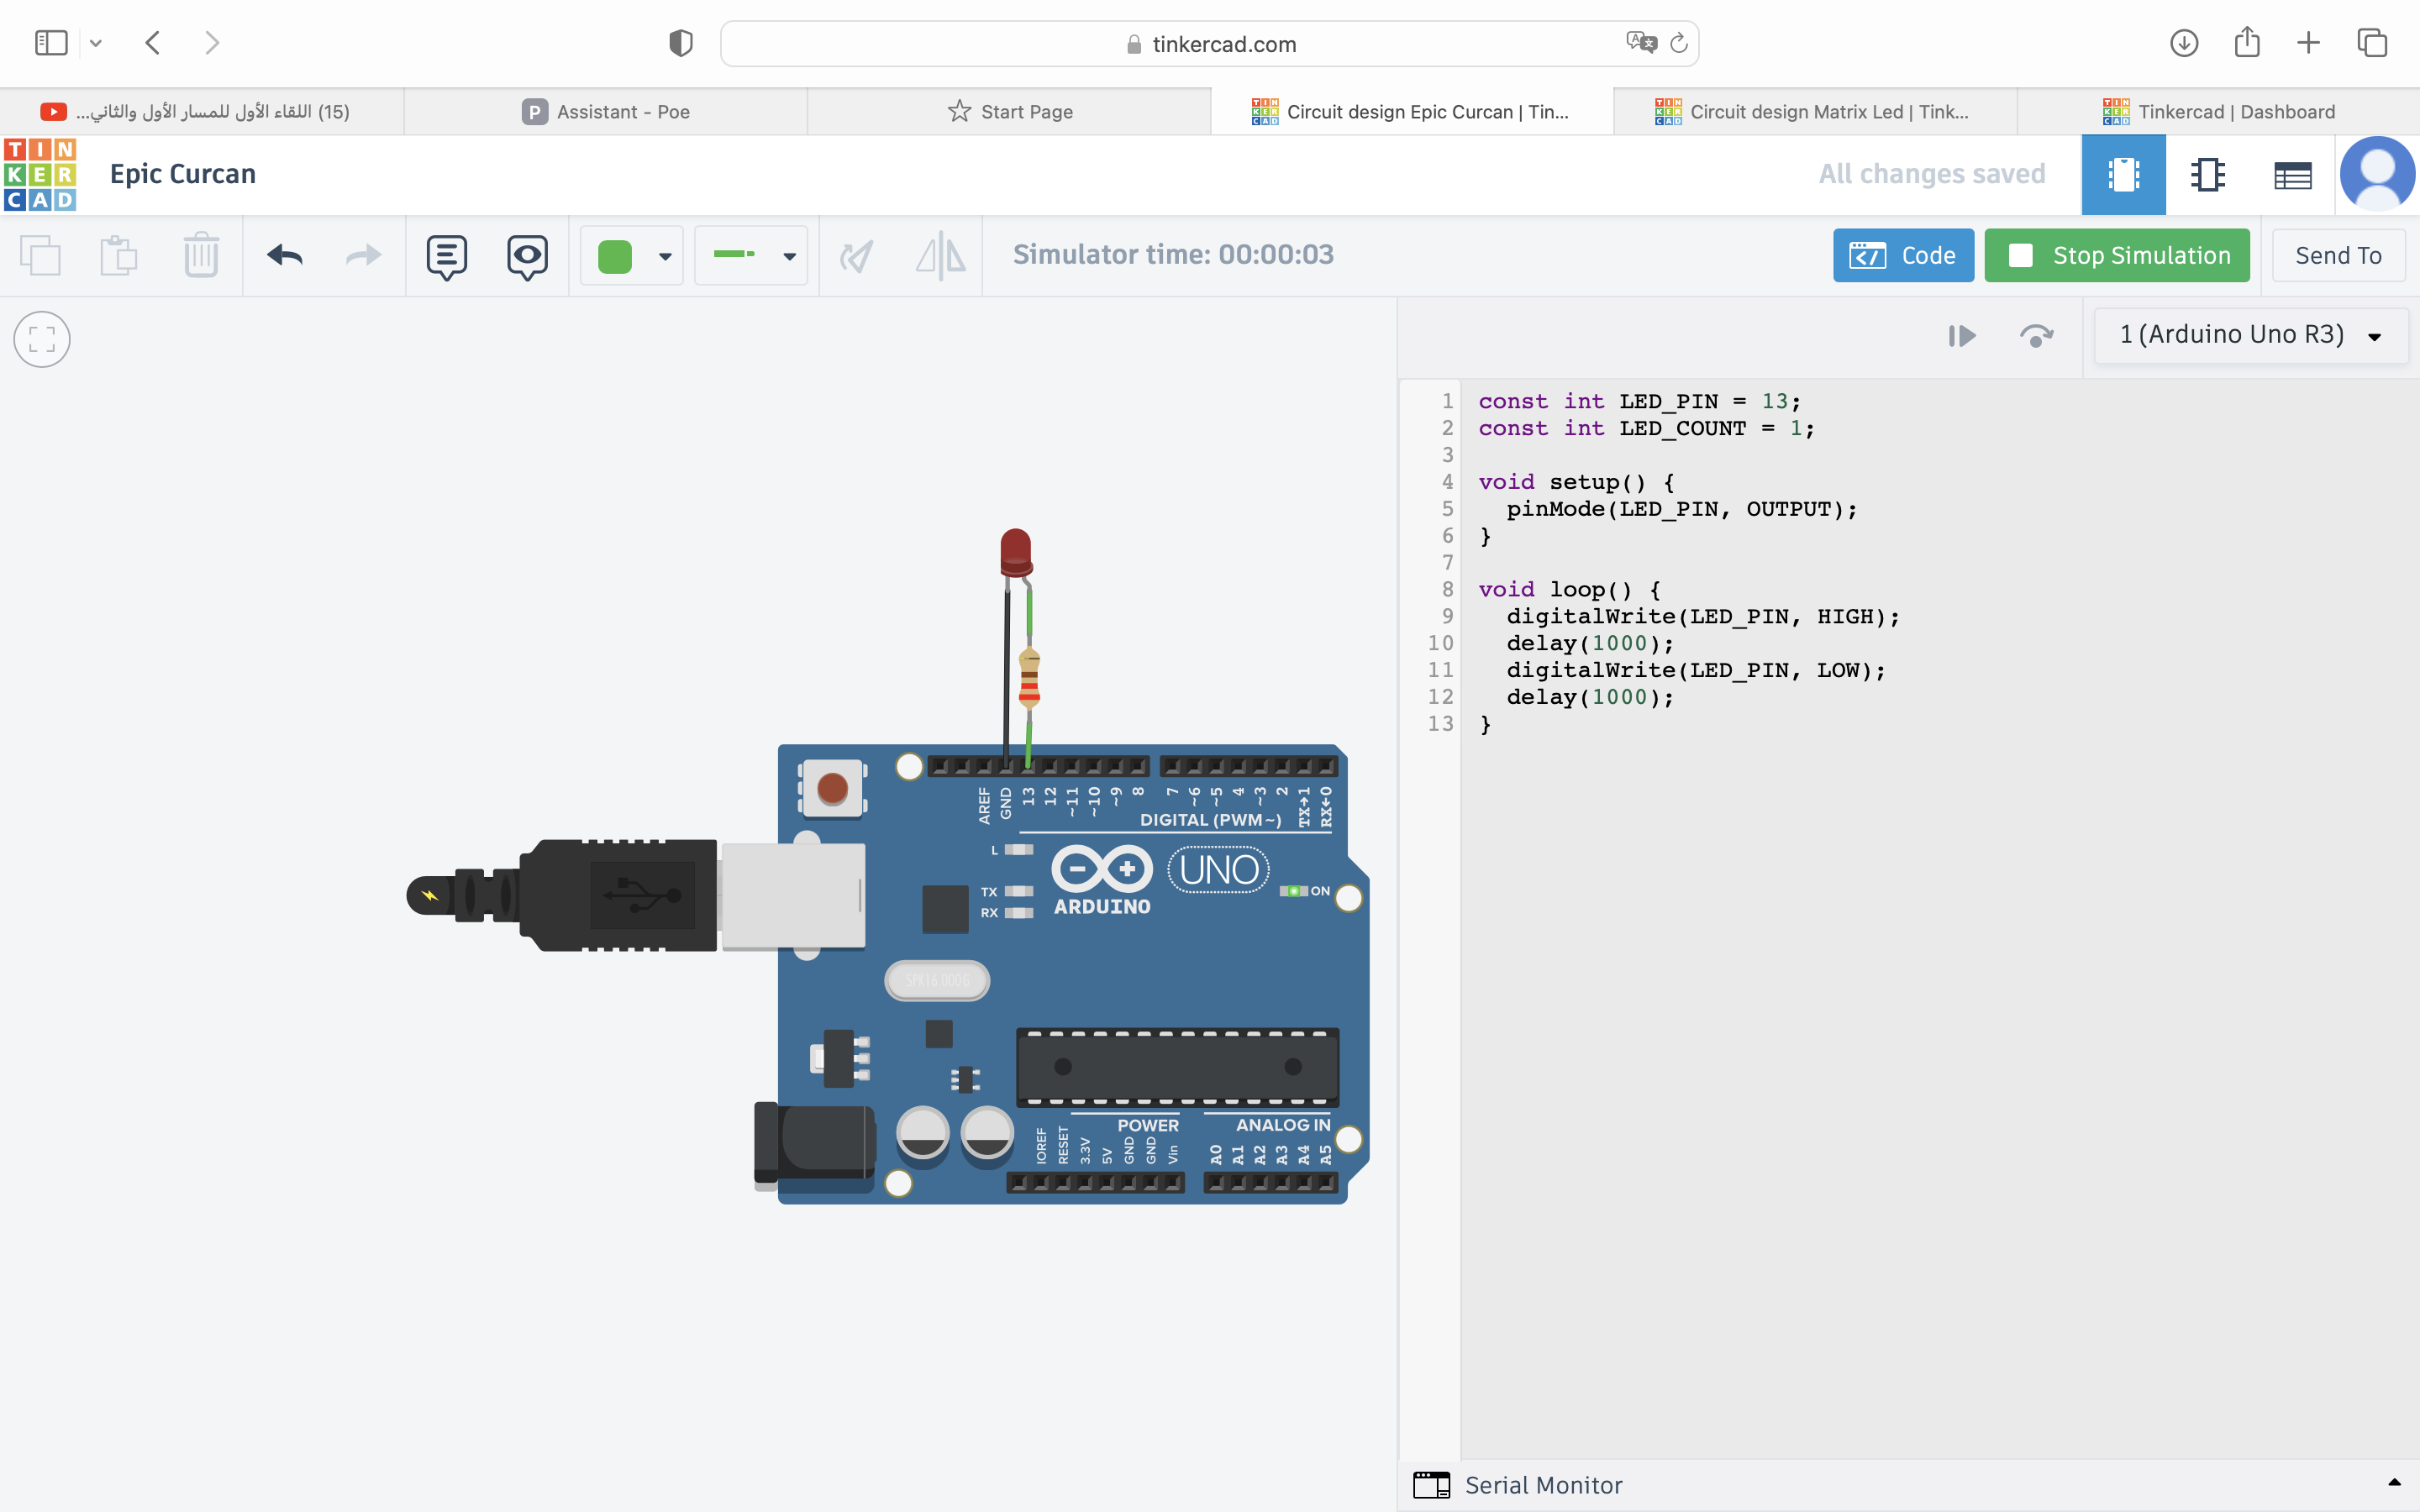 tinkercad.com
(15) اللقاء الأول للمسار الأول والثاني...
P Assistant - Poe
Start Page
Circuit design Epic Curcan | Tin...
Circuit design Matrix Led | Tink...
Tinkercad | Dashboard
TIN
KER
CAD
Epic Curcan
All changes saved
Simulator time: 00:00:03
Code
Stop Simulation
Send To
1 (Arduino Uno R3)
1 const int LED_PIN = 13;
2 const int LED_COUNT = 1;
3
4 void setup() {
5 pinMode(LED_PIN, OUTPUT);
6 }
7
8 void loop() {
9 digitalWrite(LED_PIN, HIGH);
10 delay(1000);
11 digitalWrite(LED_PIN, LOW);
12 delay(1000);
13 }
AREF GND 13 12 ~11 ~10 ~9 8 7 ~6 ~5 4 ~3 2 TX→1 RX←0
DIGITAL (PWM~)
L
TX
RX
UNO
ARDUINO
ON
SPK16.000G
POWER
ANALOG IN
IOREF RESET 3.3V 5V GND GND Vin A0 A1 A2 A3 A4 A5
Serial Monitor